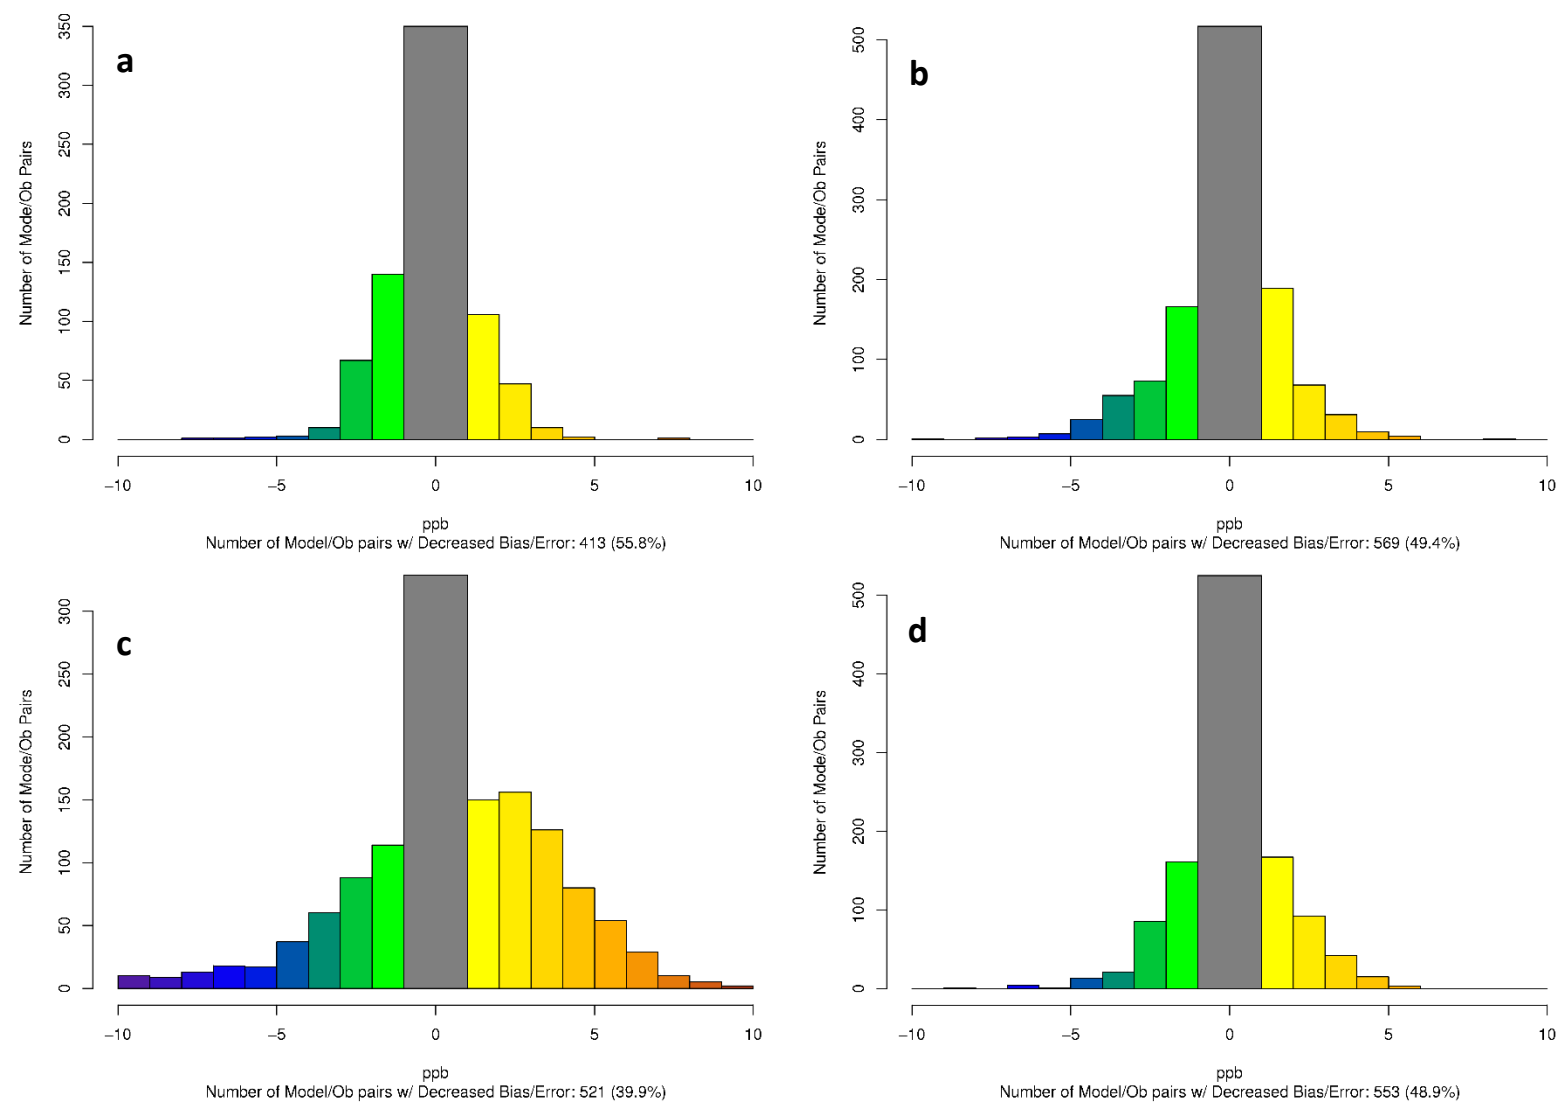 a
Number of Mode/Ob Pairs
350
300
250
200
150
100
50
0
−10 −5 0 5 10
ppb
Number of Model/Ob pairs w/ Decreased Bias/Error: 413 (55.8%)
b
Number of Mode/Ob Pairs
500
400
300
200
100
0
−10 −5 0 5 10
ppb
Number of Model/Ob pairs w/ Decreased Bias/Error: 569 (49.4%)
c
Number of Mode/Ob Pairs
300
250
200
150
100
50
0
−10 −5 0 5 10
ppb
Number of Model/Ob pairs w/ Decreased Bias/Error: 521 (39.9%)
d
Number of Mode/Ob Pairs
500
400
300
200
100
0
−10 −5 0 5 10
ppb
Number of Model/Ob pairs w/ Decreased Bias/Error: 553 (48.9%)